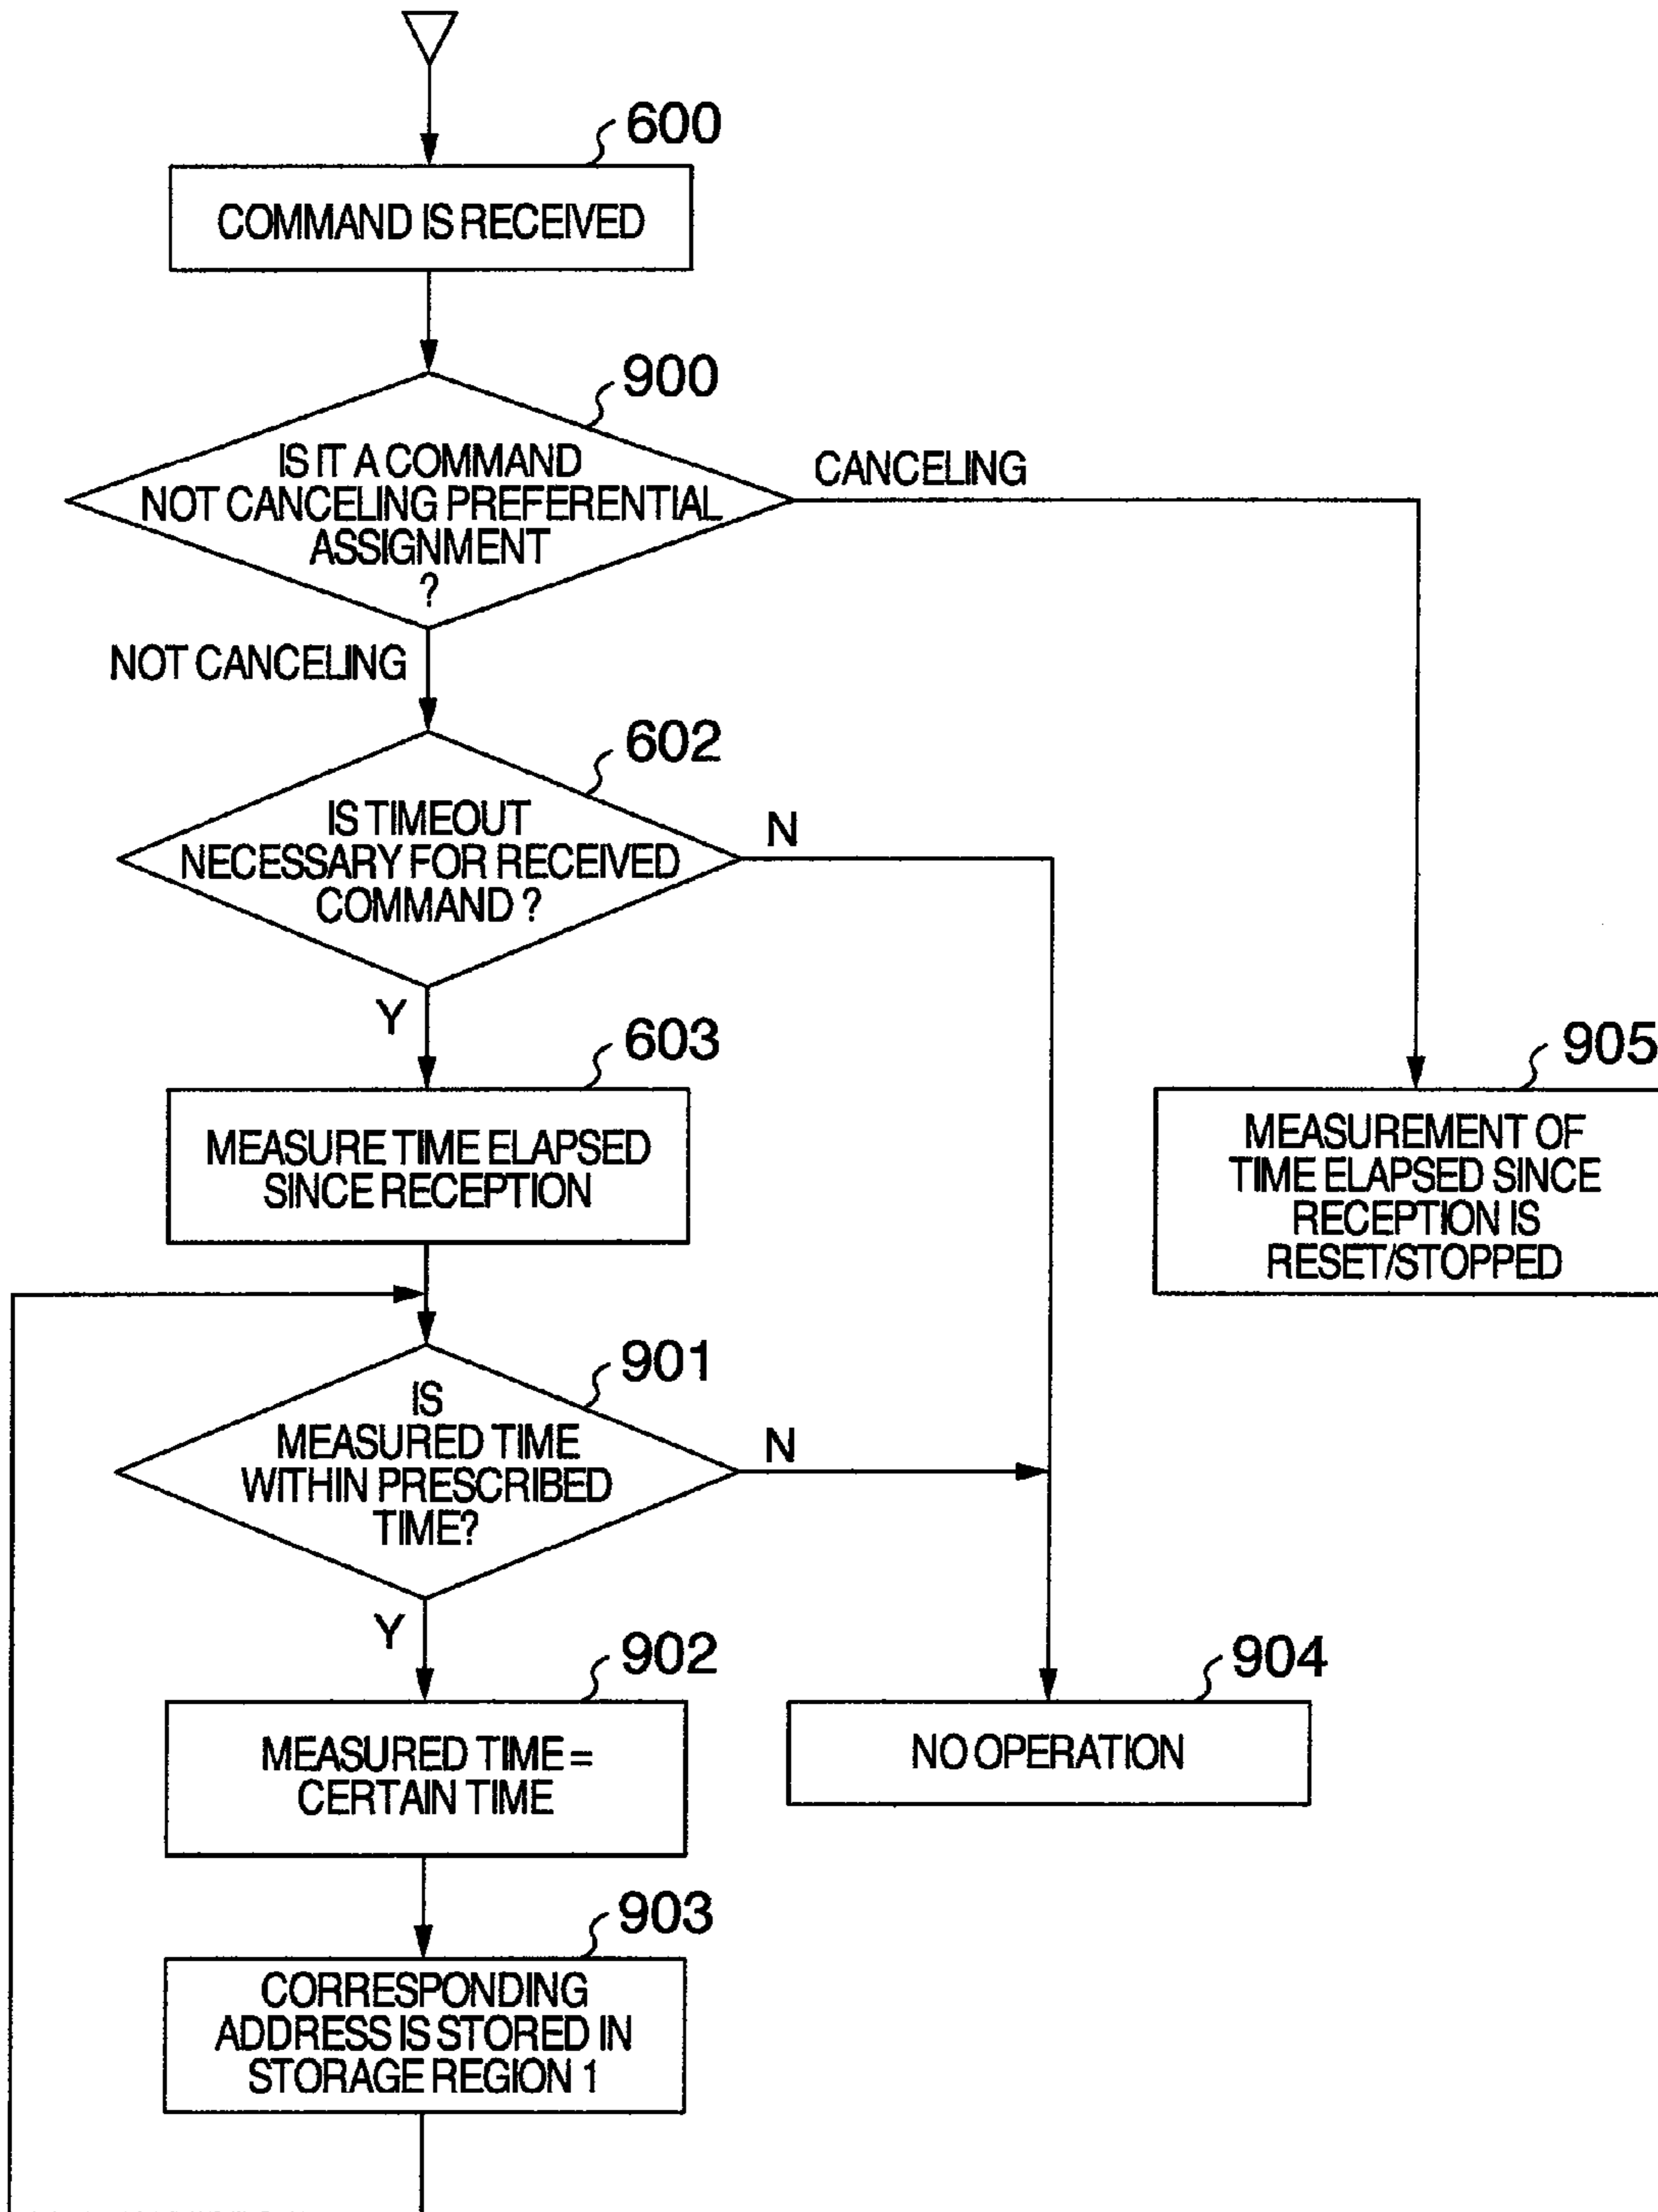 600
COMMAND IS RECEIVED
900
IS IT A COMMAND
NOT CANCELING PREFERENTIAL
ASSIGNMENT
?
CANCELING
NOT CANCELING
602
IS TIMEOUT
NECESSARY FOR RECEIVED
COMMAND ?
N
Y
603
MEASURE TIME ELAPSED
SINCE RECEPTION
905
MEASUREMENT OF
TIME ELAPSED SINCE
RECEPTION IS
RESET/STOPPED
901
IS
MEASURED TIME
WITHIN PRESCRIBED
TIME?
N
Y
902
MEASURED TIME =
CERTAIN TIME
904
NO OPERATION
903
CORRESPONDING
ADDRESS IS STORED IN
STORAGE REGION 1